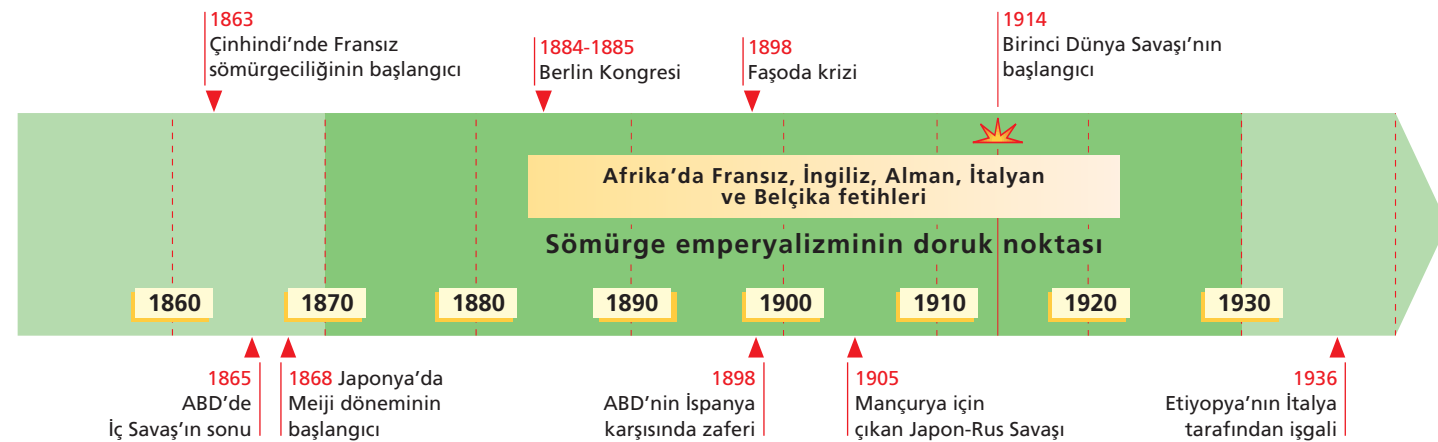 1863
Çinhindi’nde Fransız
sömürgeciliğinin başlangıcı
1884-1885
Berlin Kongresi
1898
Faşoda krizi
1914
Birinci Dünya Savaşı’nın
başlangıcı
Afrika’da Fransız, İngiliz, Alman, İtalyan
ve Belçika fetihleri
Sömürge emperyalizminin doruk noktası
1860 1870 1880 1890 1900 1910 1920 1930
1865
ABD’de
İç Savaş’ın sonu
1868 Japonya’da
Meiji döneminin
başlangıcı
1898
ABD’nin İspanya
karşısında zaferi
1905
Mançurya için
çıkan Japon-Rus Savaşı
1936
Etiyopya’nın İtalya
tarafından işgali